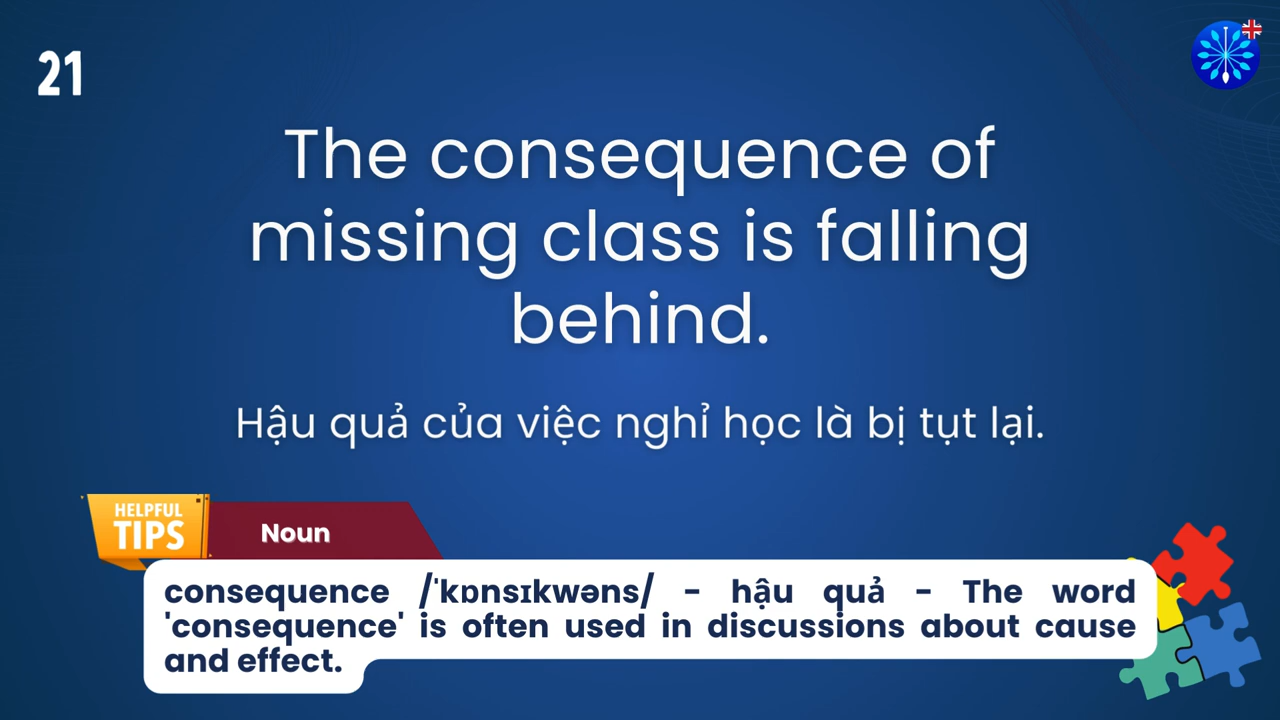 21
The consequence of
missing class is falling
behind.
Hậu quả của việc nghỉ học là bị tụt lại.
HELPFUL
TIPS
Noun
consequence /ˈkɒnsɪkwəns/ - hậu quả - The word
'consequence' is often used in discussions about cause
and effect.